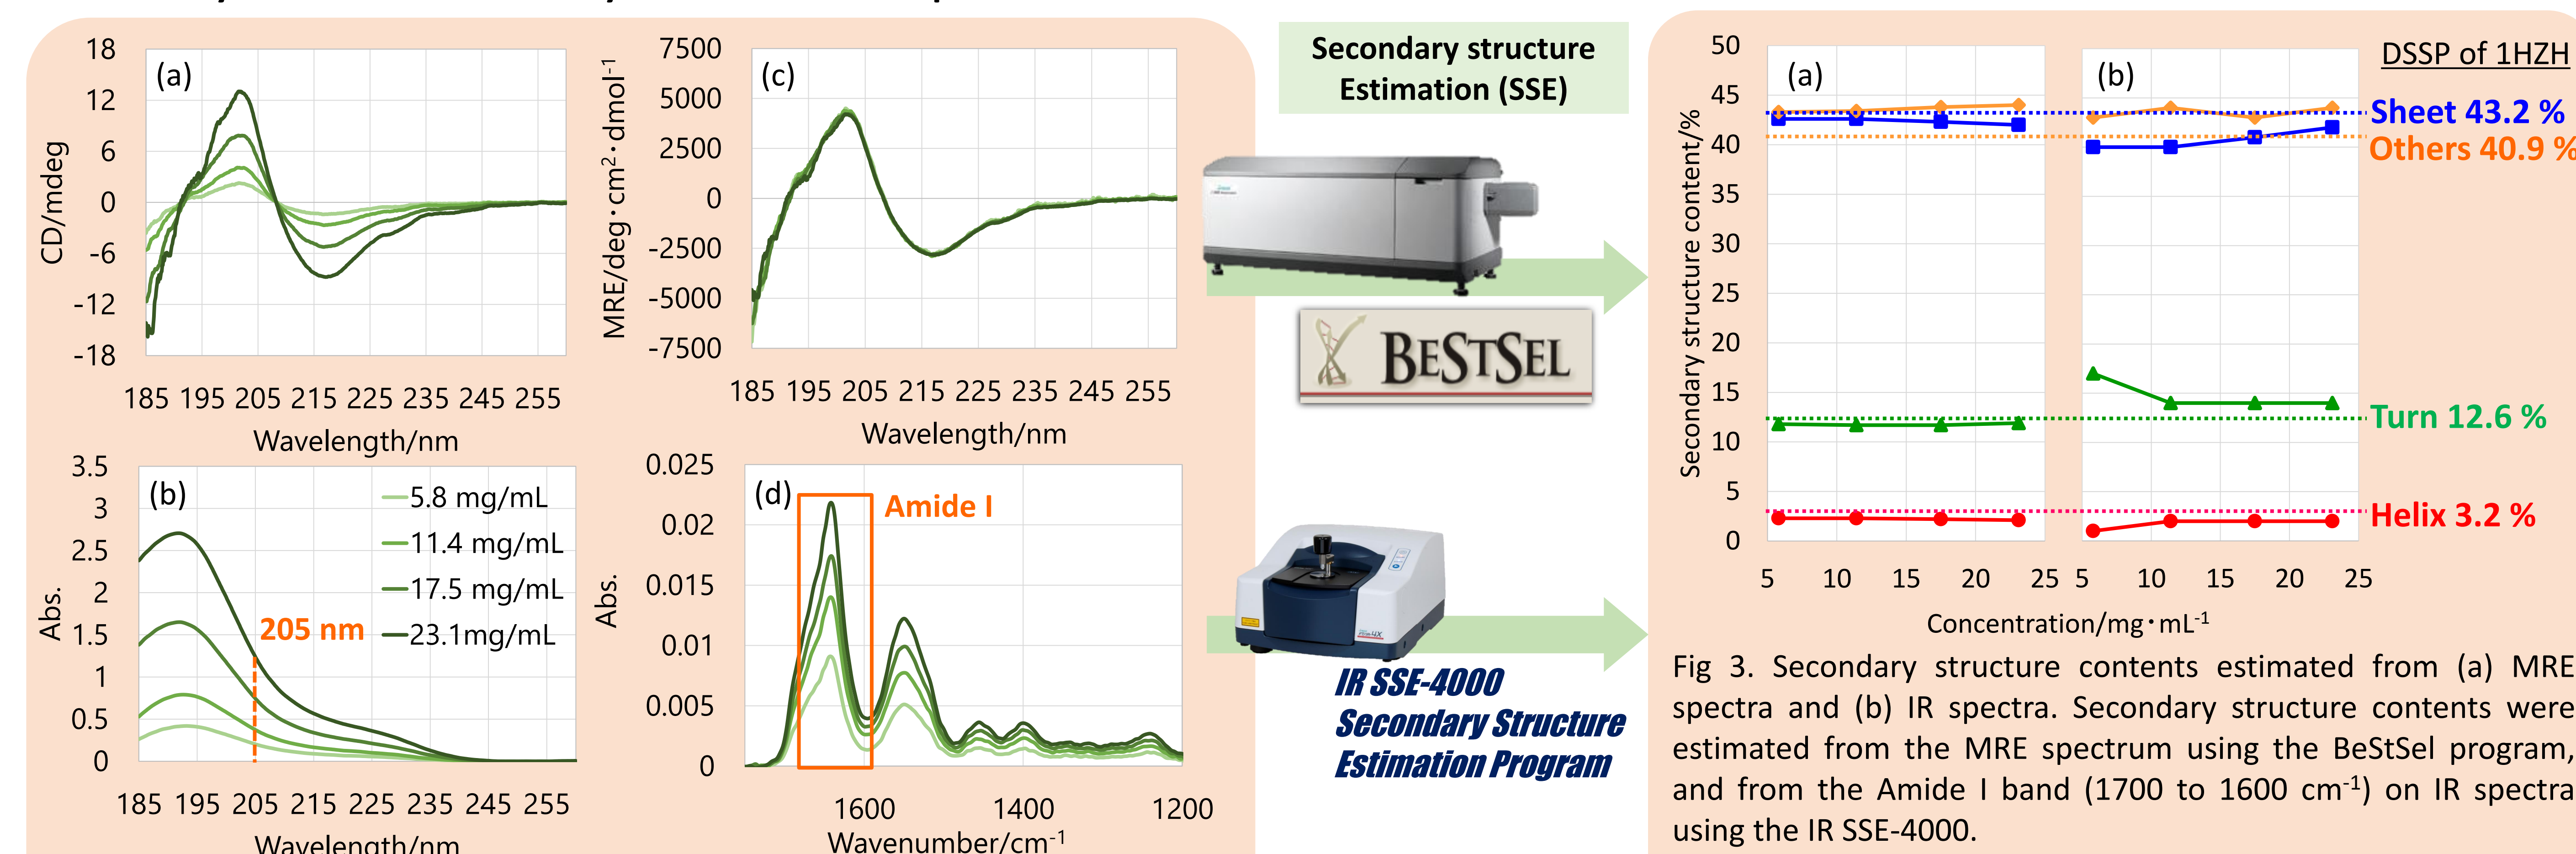 (a)
18
12
6
0
-6
-12
-18
CD/mdeg
185 195 205 215 225 235 245 255
Wavelength/nm
(c)
7500
5000
2500
0
-2500
-5000
-7500
MRE/deg·cm2·dmol-1
185 195 205 215 225 235 245 255
Wavelength/nm
(b)
3.5
3
2.5
2
1.5
1
0.5
0
Abs.
5.8 mg/mL
11.4 mg/mL
17.5 mg/mL
23.1mg/mL
205 nm
185 195 205 215 225 235 245 255
Wavelength/nm
(d)
Amide I
0.025
0.02
0.015
0.01
0.005
0
Abs.
1600 1400 1200
Wavenumber/cm-1
Secondary structure
Estimation (SSE)
BESTSEL
IR SSE-4000
Secondary Structure
Estimation Program
50
45
40
35
30
25
20
15
10
5
0
Secondary structure content/%
(a)
(b)
5 10 15 20 25
5 10 15 20 25
Concentration/mg·mL-1
DSSP of 1HZH
Sheet 43.2 %
Others 40.9 %
Turn 12.6 %
Helix 3.2 %
Fig 3. Secondary structure contents estimated from (a) MRE
spectra and (b) IR spectra. Secondary structure contents were
estimated from the MRE spectrum using the BeStSel program,
and from the Amide I band (1700 to 1600 cm-1) on IR spectra
using the IR SSE-4000.